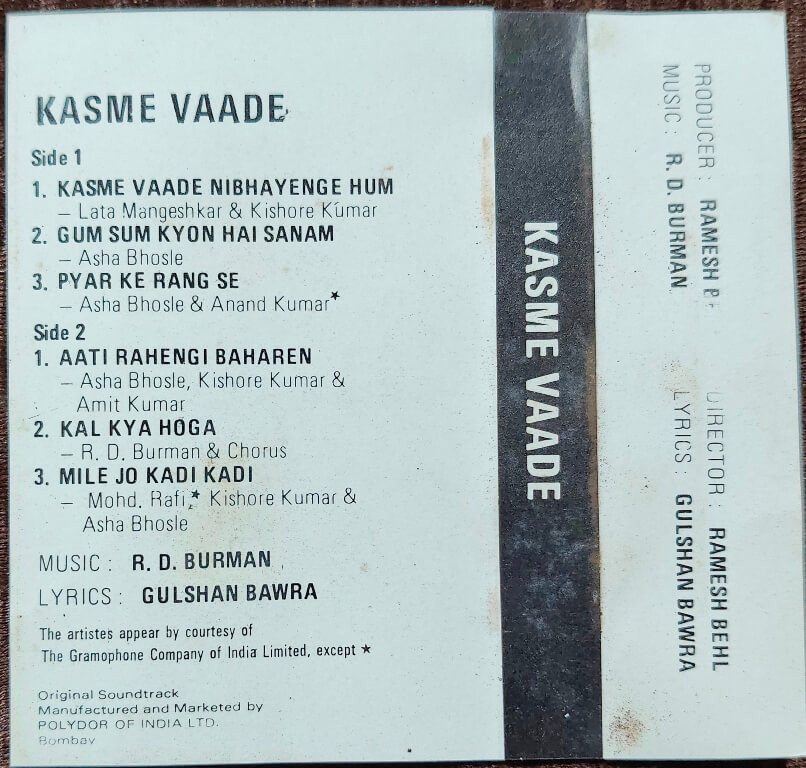 KASME VAADE
Side 1
1. KASME VAADE NIBHAYENGE HUM
– Lata Mangeshkar & Kishore Kumar
2. GUM SUM KYON HAI SANAM
– Asha Bhosle
3. PYAR KE RANG SE
– Asha Bhosle & Anand Kumar*
Side 2
1. AATI RAHENGI BAHAREN
– Asha Bhosle, Kishore Kumar &
Amit Kumar
2. KAL KYA HOGA
– R. D. Burman & Chorus
3. MILE JO KADI KADI
– Mohd. Rafi,* Kishore Kumar &
Asha Bhosle
MUSIC : R. D. BURMAN
LYRICS : GULSHAN BAWRA
The artistes appear by courtesy of
The Gramophone Company of India Limited, except *
Original Soundtrack
Manufactured and Marketed by
POLYDOR OF INDIA LTD.
Bombay
KASME VAADE
PRODUCER : RAMESH DIRECTOR : RAMESH BEHL
MUSIC : R. D. BURMAN LYRICS : GULSHAN BAWRA